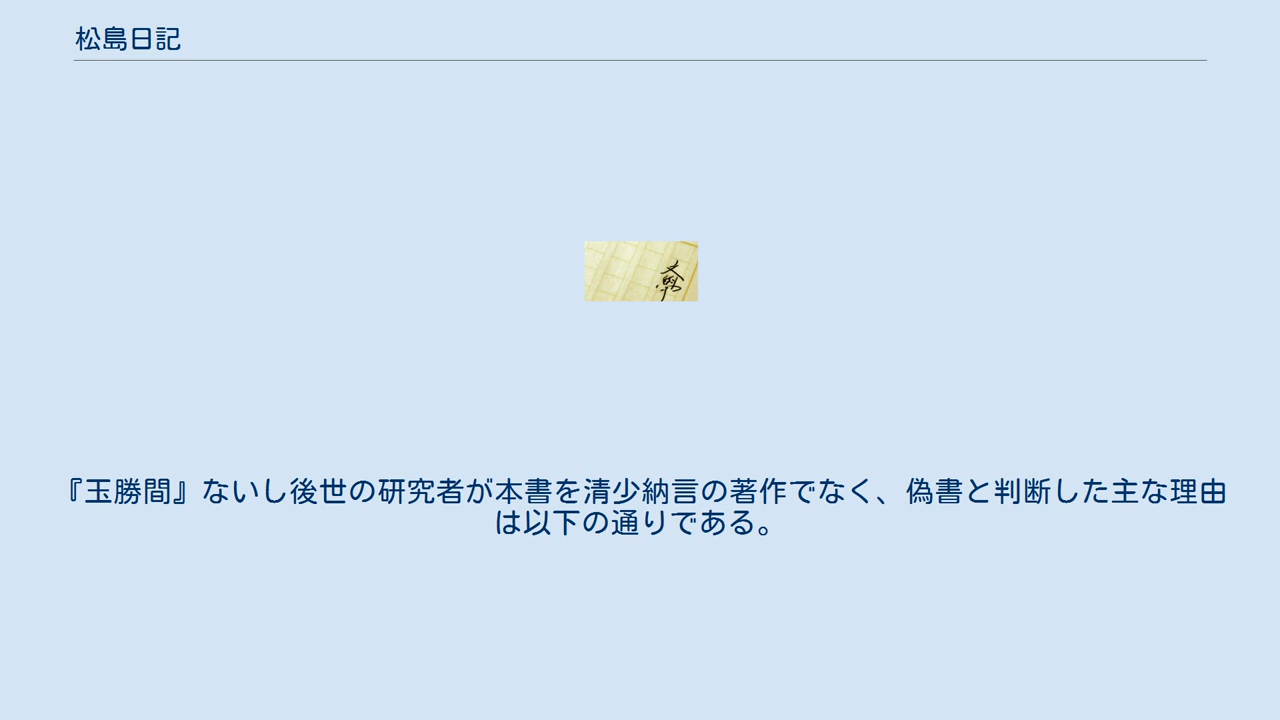 松島日記
『玉勝間』ないし後世の研究者が本書を清少納言の著作でなく、偽書と判断した主な理由
は以下の通りである。